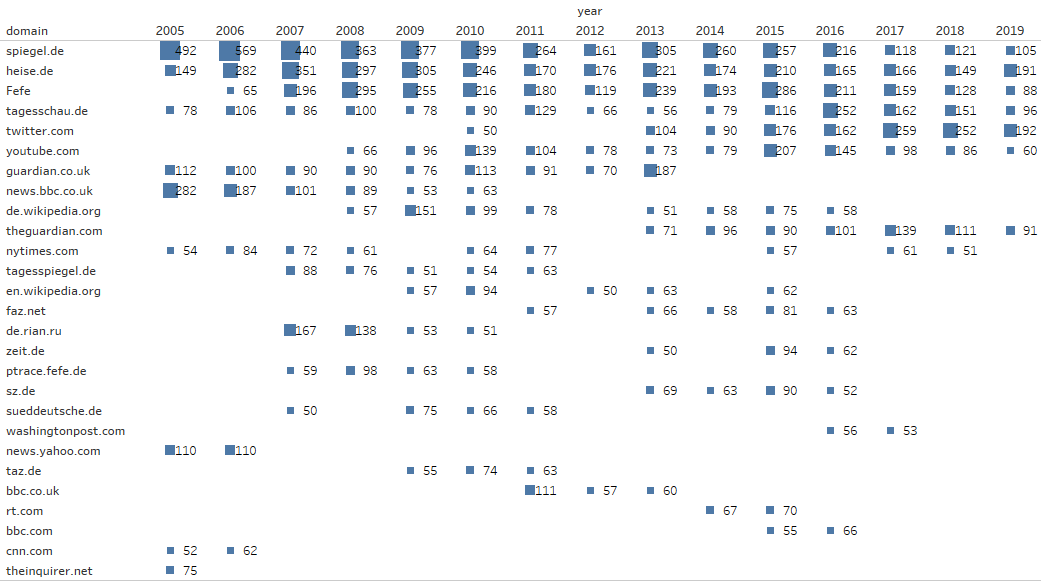 year
domain 2005 2006 2007 2008 2009 2010 2011 2012 2013 2014 2015 2016 2017 2018 2019
spiegel.de 492 569 440 363 377 399 264 161 305 260 257 216 118 121 105
heise.de 149 282 351 297 305 246 170 176 221 174 210 165 166 149 191
Fefe 65 196 295 255 216 180 119 239 193 286 211 159 128 88
tagesschau.de 78 106 86 100 78 90 129 66 56 79 116 252 162 151 96
twitter.com 50 104 90 176 162 259 252 192
youtube.com 66 96 139 104 78 73 79 207 145 98 86 60
guardian.co.uk 112 100 90 90 76 113 91 70 187
news.bbc.co.uk 282 187 101 89 53 63
de.wikipedia.org 57 151 99 78 51 58 75 58
theguardian.com 71 96 90 101 139 111 91
nytimes.com 54 84 72 61 64 77 57 61 51
tagesspiegel.de 88 76 51 54 63
en.wikipedia.org 57 94 50 63 62
faz.net 57 66 58 81 63
de.rian.ru 167 138 53 51
zeit.de 50 94 62
ptrace.fefe.de 59 98 63 58
sz.de 69 63 90 52
sueddeutsche.de 50 75 66 58
washingtonpost.com 56 53
news.yahoo.com 110 110
taz.de 55 74 63
bbc.co.uk 111 57 60
rt.com 67 70
bbc.com 55 66
cnn.com 52 62
theinquirer.net 75